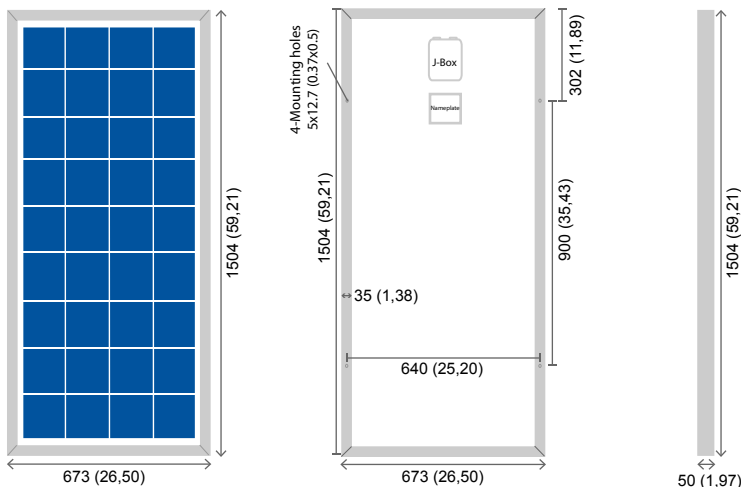 1504 (59,21)
673 (26,50)
4-Mounting holes
5x12.7 (0.37x0.5)
J-Box
Nameplate
302 (11,89)
1504 (59,21)
900 (35,43)
35 (1,38)
640 (25,20)
673 (26,50)
1504 (59,21)
50 (1,97)